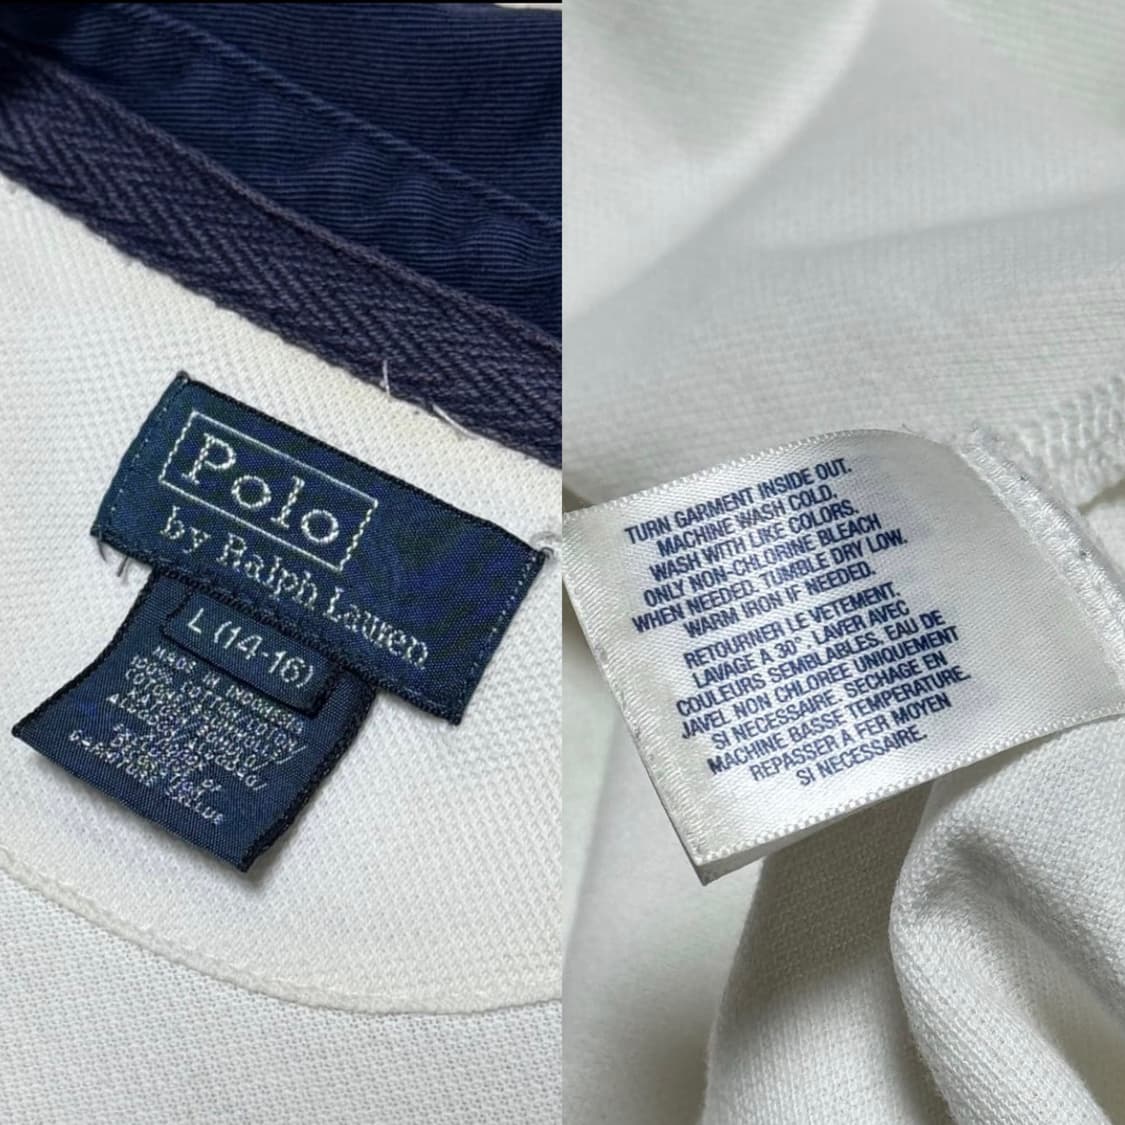 Polo
by Ralph Lauren
L (14-16)
MADE IN
100% COTTON
TURN GARMENT INSIDE OUT.
MACHINE WASH COLD.
WASH WITH LIKE COLORS.
ONLY NON-CHLORINE BLEACH
WHEN NEEDED. TUMBLE DRY LOW.
WARM IRON IF NEEDED.
RETOURNER LE VETEMENT.
LAVAGE A 30°. LAVER AVEC
COULEURS SEMBLABLES. EAU DE
JAVEL NON CHLOREE UNIQUEMENT
SI NECESSAIRE. SECHAGE EN
MACHINE BASSE TEMPERATURE.
REPASSER A FER MOYEN
SI NECESSAIRE.